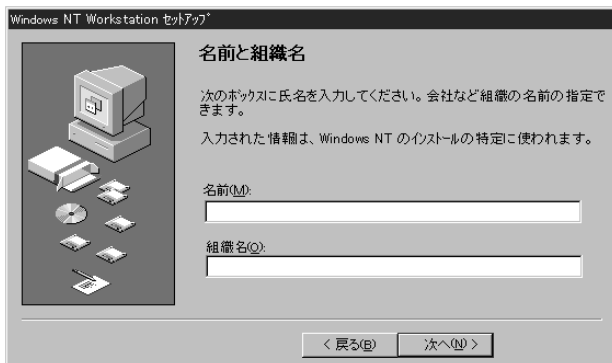 Windows NT Workstation ｾｯﾄｱｯﾌﾟ
名前と組織名
次のﾎﾞｯｸｽに氏名を入力してください。会社など組織の名前の指定で
きます。
入力された情報は、Windows NT のｲﾝｽﾄｰﾙの特定に使われます。
名前(M):
組織名(O):
< 戻る(B)
次へ(N) >